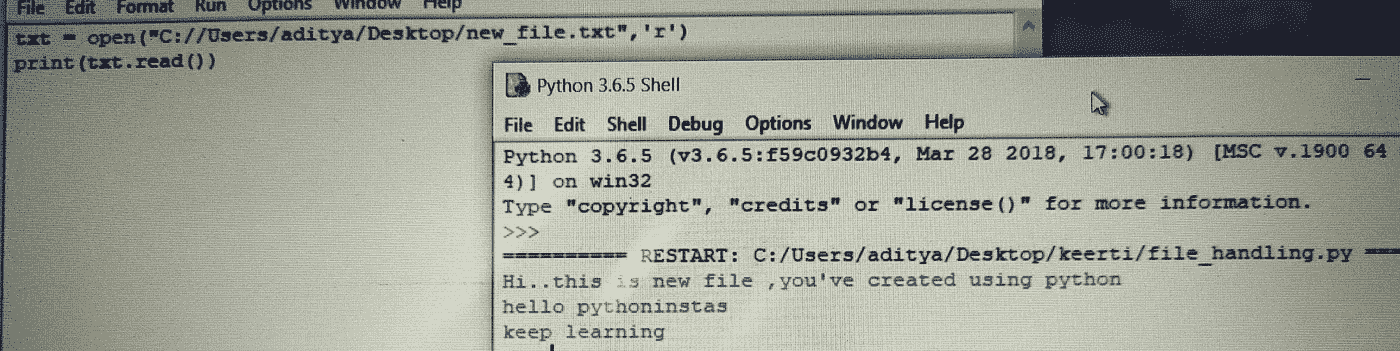 File Edit Format Run Options Window Help
txt = open("C://Users/aditya/Desktop/new_file.txt",'r')
print(txt.read())
Python 3.6.5 Shell
File Edit Shell Debug Options Window Help
Python 3.6.5 (v3.6.5:f59c0932b4, Mar 28 2018, 17:00:18) [MSC v.1900 64
4)] on win32
Type "copyright", "credits" or "license()" for more information.
>>>
========== RESTART: C:/Users/aditya/Desktop/keerti/file_handling.py ===
Hi..this is new file ,you've created using python
hello pythoninstas
keep learning